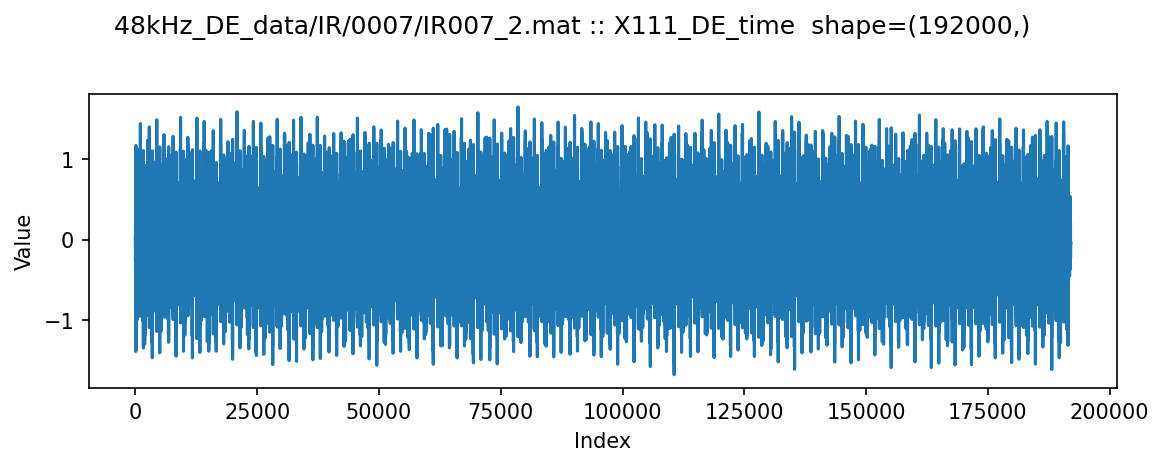 48kHz_DE_data/IR/0007/IR007_2.mat :: X111_DE_time  shape=(192000,)
1
0
−1
Value
0 25000 50000 75000 100000 125000 150000 175000 200000
Index